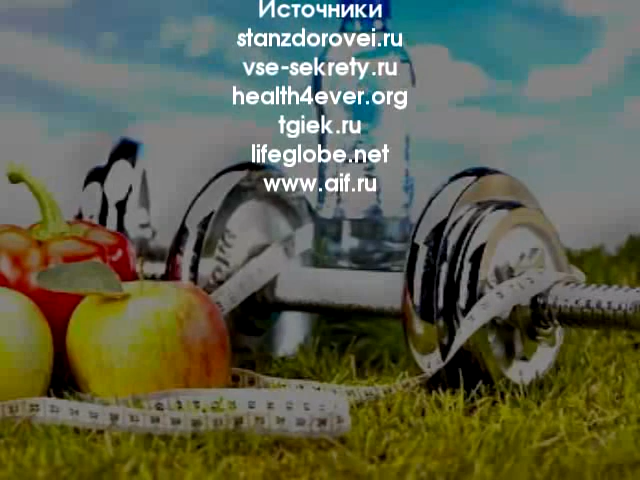 Источники
stanzdorovei.ru
vse-sekrety.ru
health4ever.org
tgiek.ru
lifeglobe.net
www.aif.ru